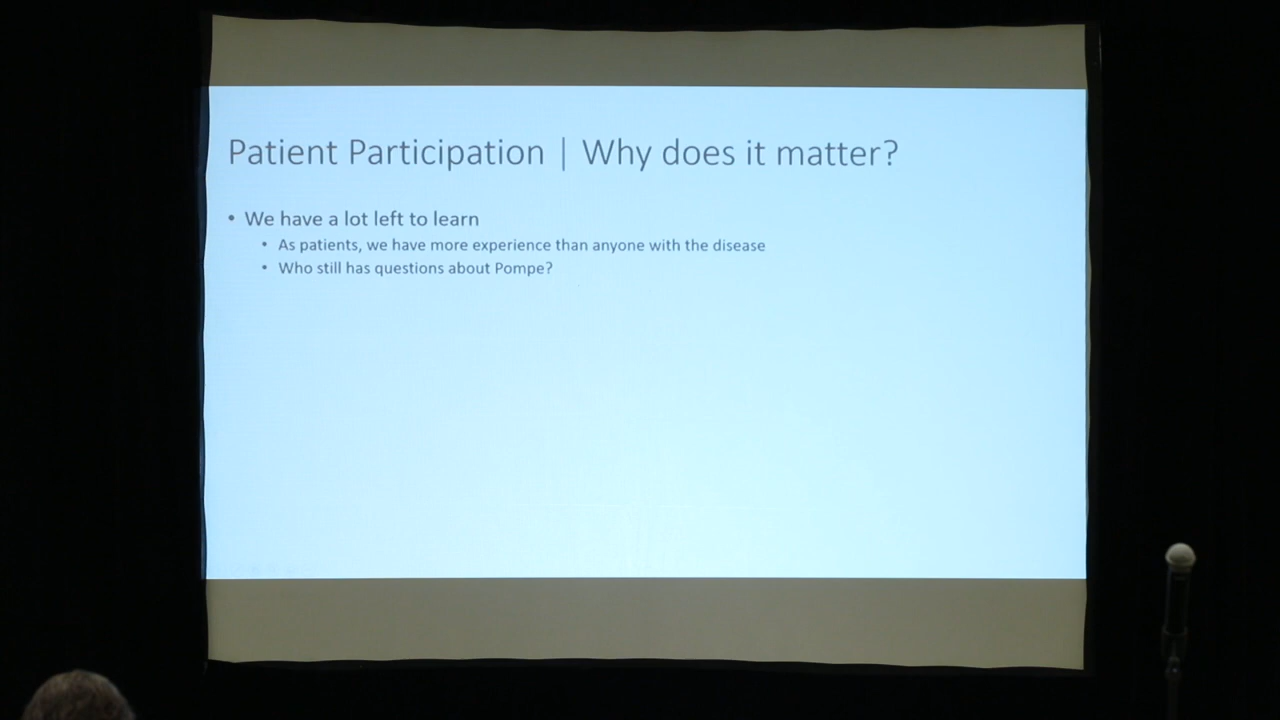 Patient Participation | Why does it matter?
• We have a lot left to learn
• As patients, we have more experience than anyone with the disease
• Who still has questions about Pompe?